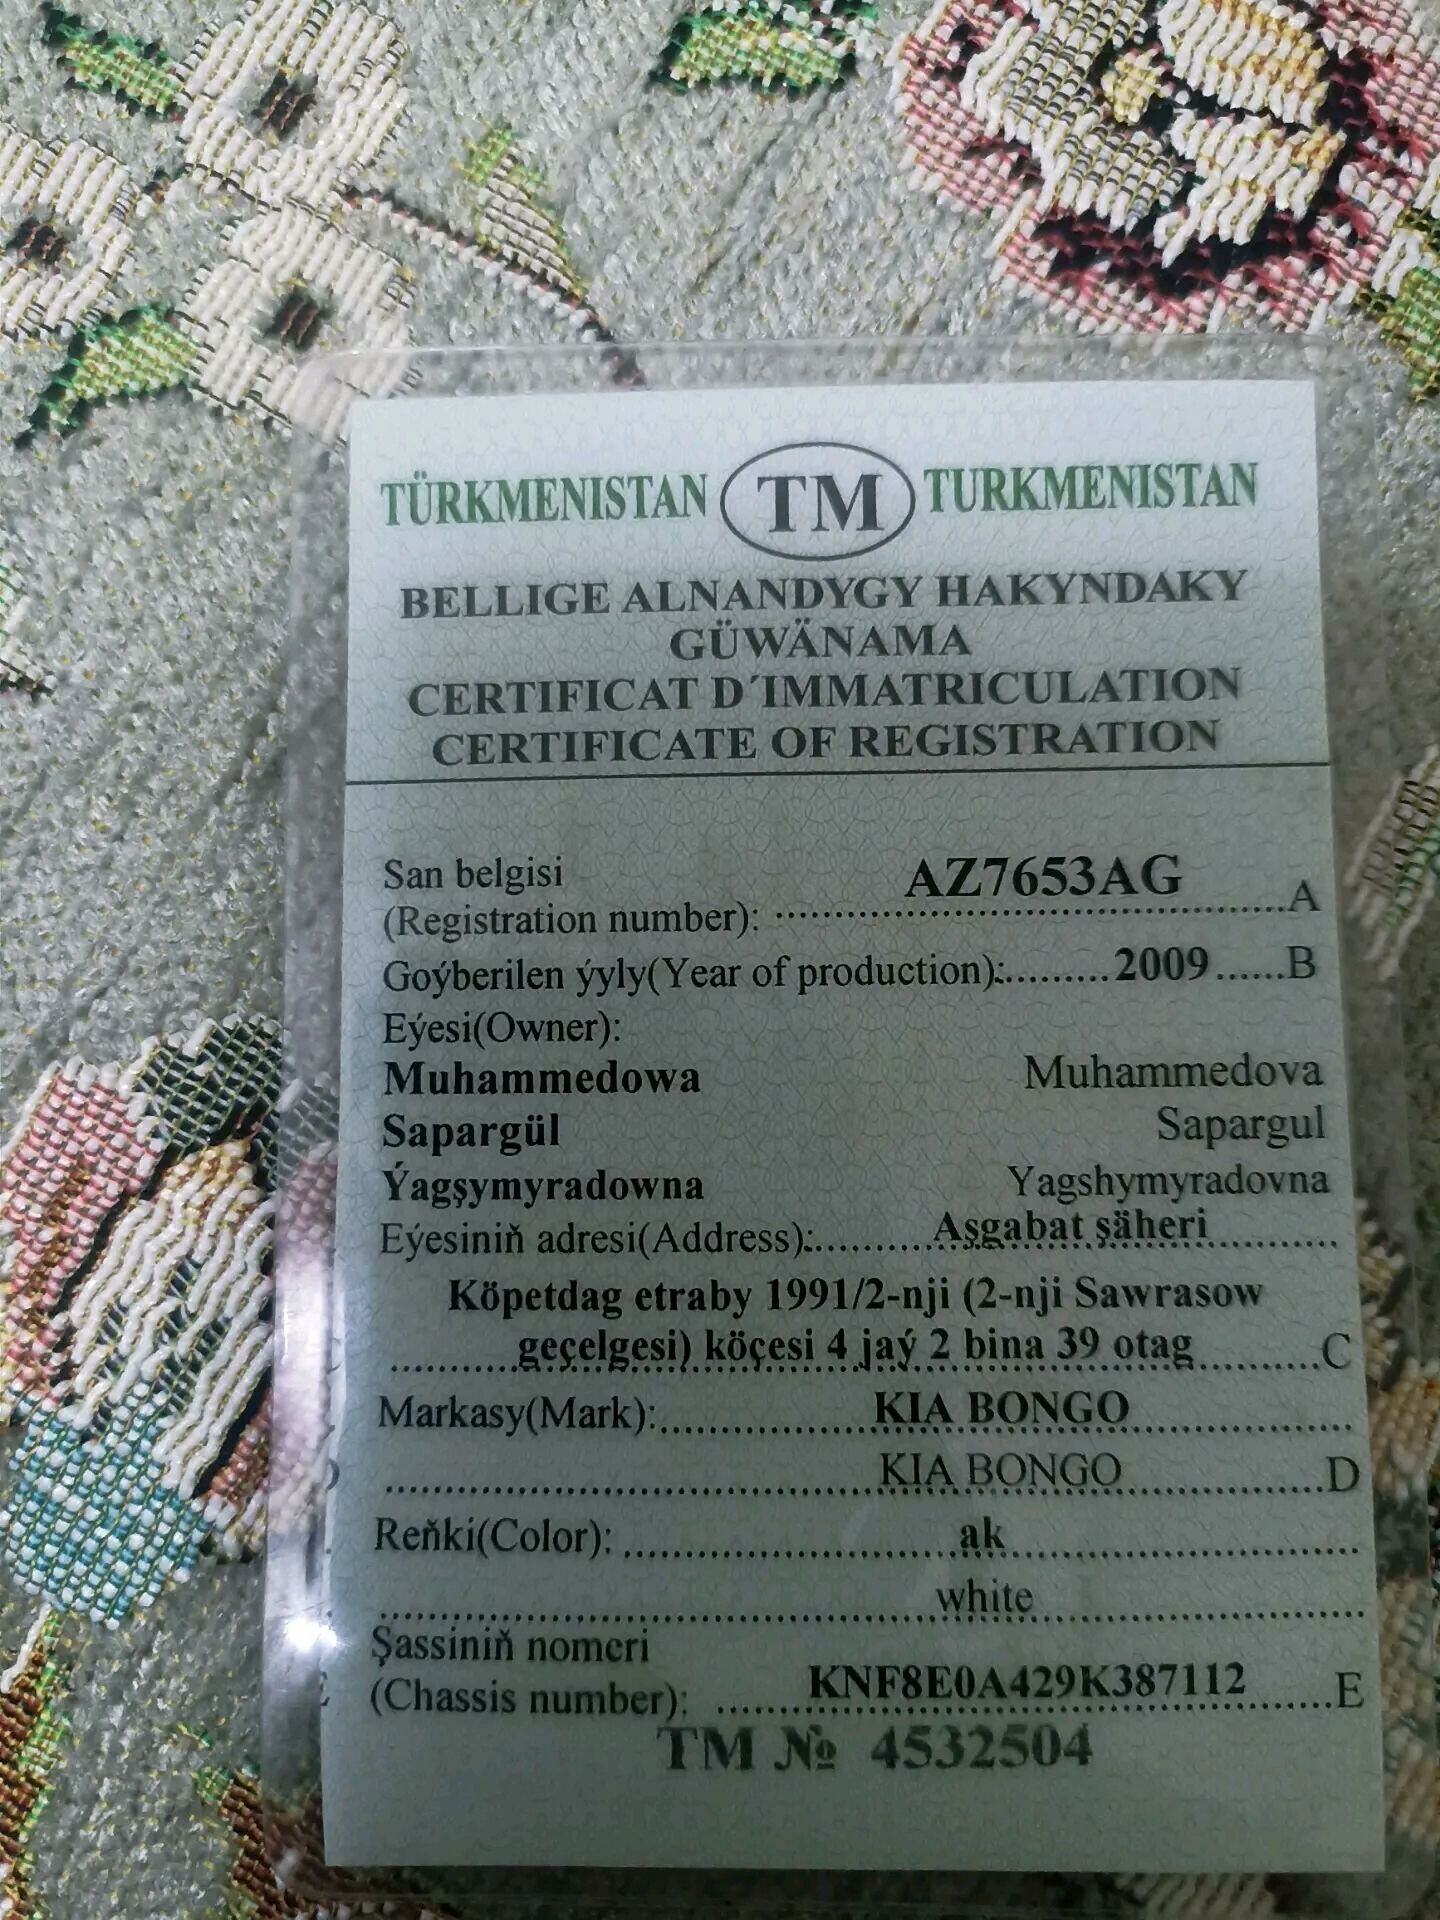 TÜRKMENISTAN TM TURKMENISTAN
BELLIGE ALNANDYGY HAKYNDAKY
GÜWÄNAMA
CERTIFICAT D´IMMATRICULATION
CERTIFICATE OF REGISTRATION
San belgisi
(Registration number): AZ7653AG A
Goýberilen ýyly(Year of production): 2009 B
Eýesi(Owner):
Muhammedowa Muhammedova
Sapargül Sapargul
Ýagşymyradowna Yagshymyradovna
Eýesiniň adresi(Address): Aşgabat şäheri
Köpetdag etraby 1991/2-nji (2-nji Sawrasow
geçelgesi) köçesi 4 jaý 2 bina 39 otag C
Markasy(Mark): KIA BONGO
KIA BONGO D
Reňki(Color): ak
white
Şassiniň nomeri
(Chassis number): KNF8E0A429K387112 E
TM № 4532504